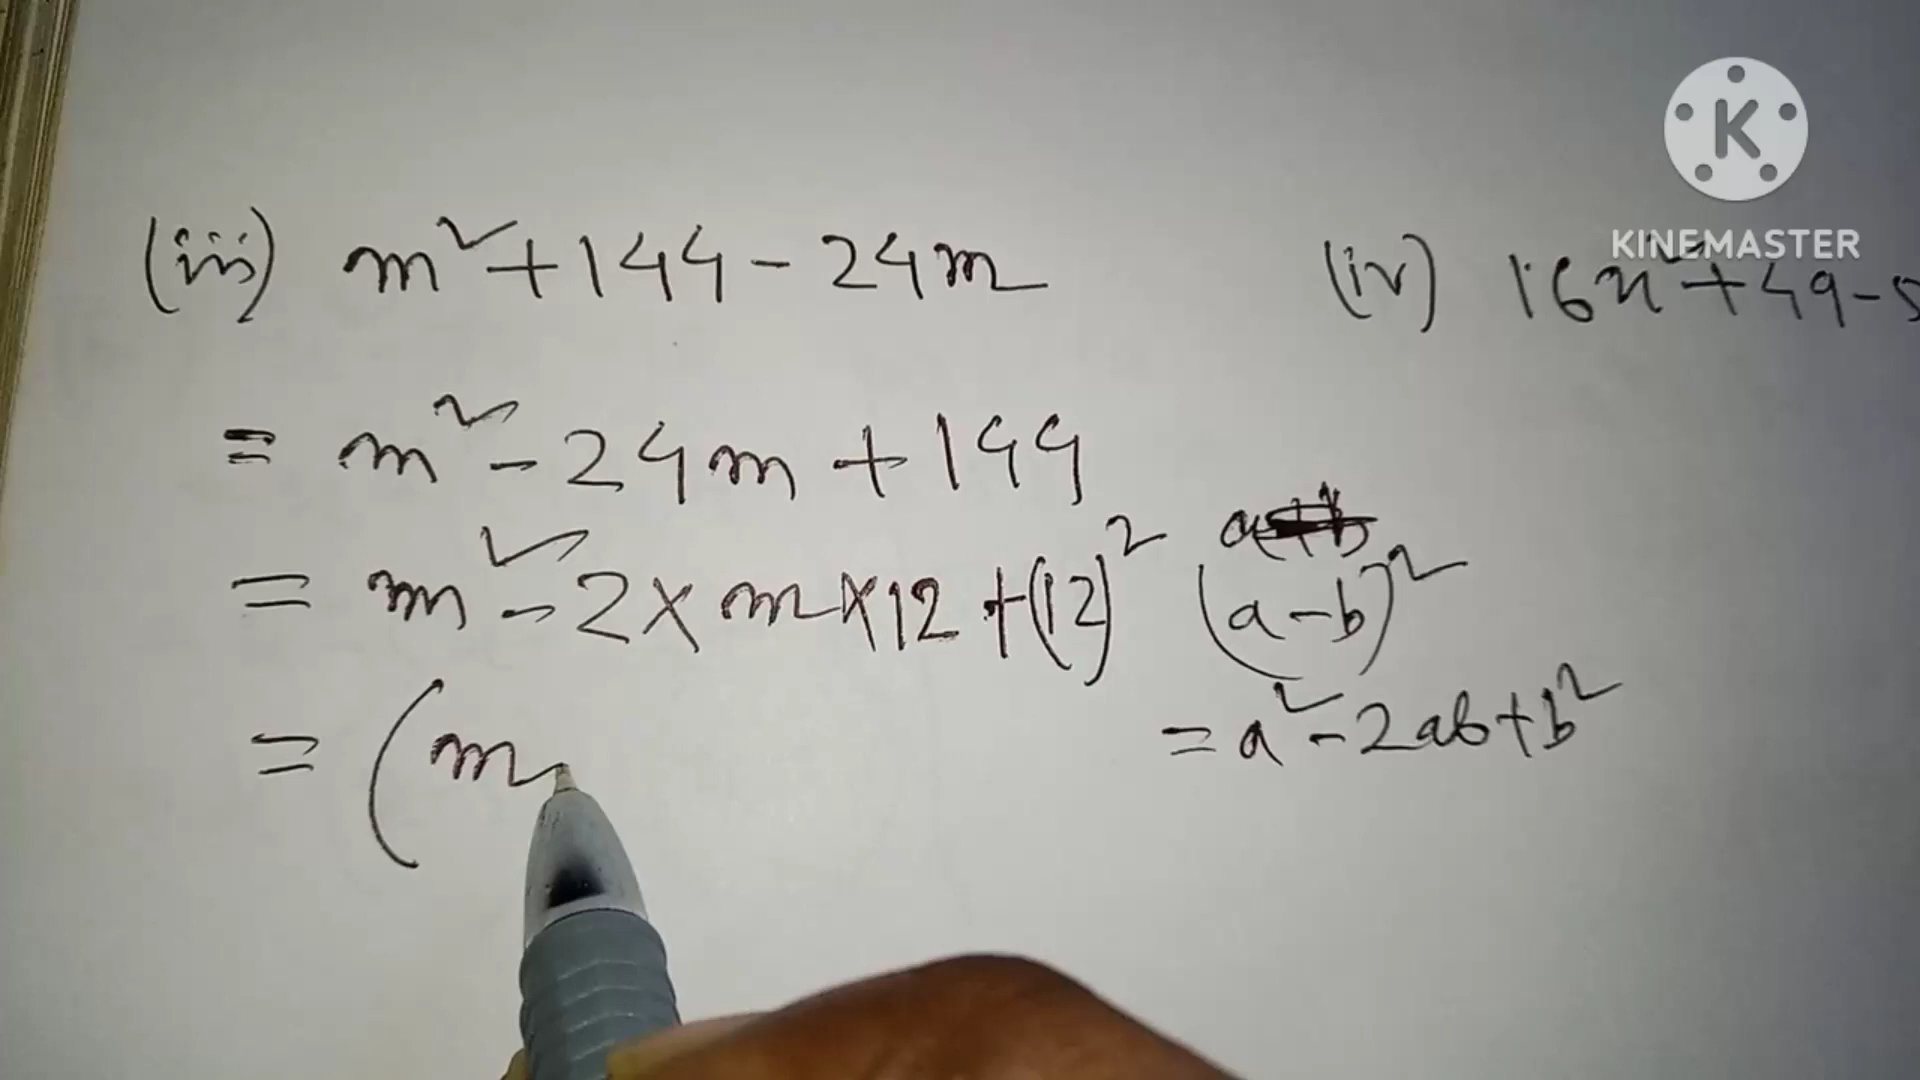 (iii) m²+144-24m
(iv) 16x²+49-5
= m²-24m+144
= m²-2×m×12+(12)²
(a-b)²
= a²-2ab+b²
= (m
KINEMASTER